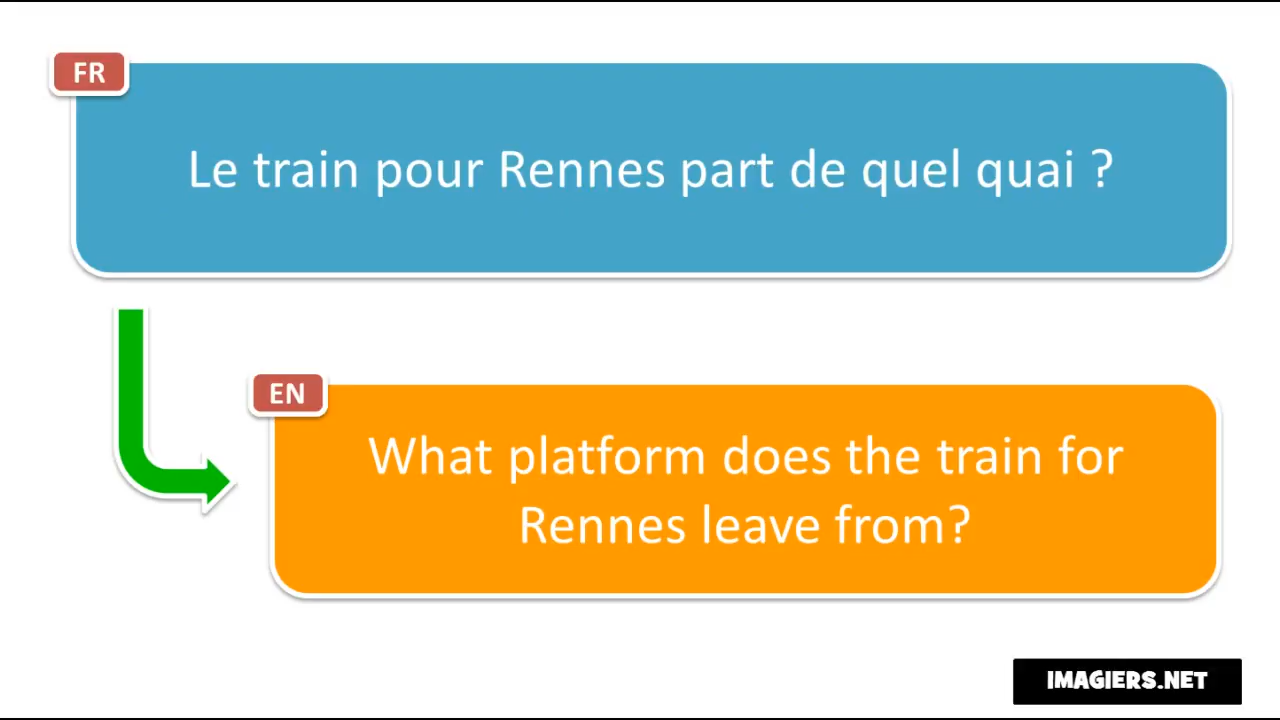 FR
Le train pour Rennes part de quel quai ?
EN
What platform does the train for
Rennes leave from?
IMAGIERS.NET